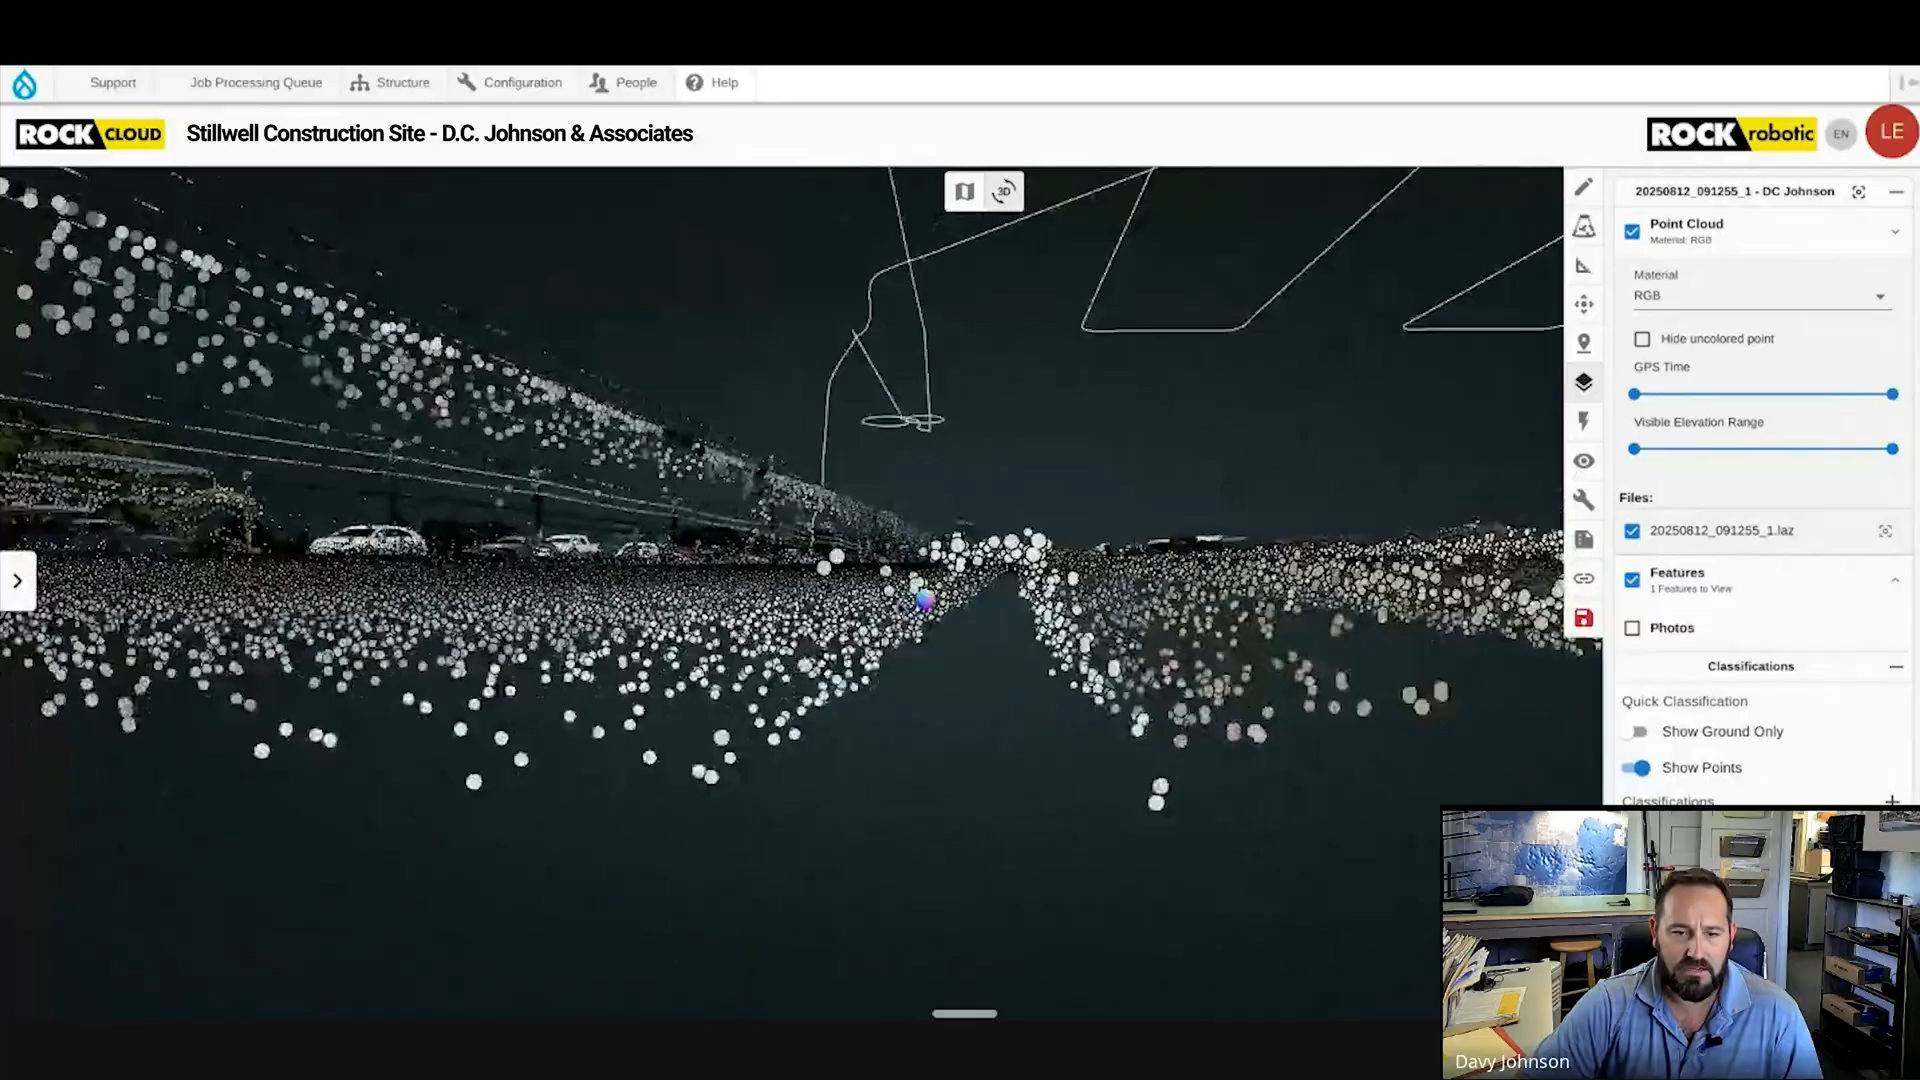 Support
Job Processing Queue
Structure
Configuration
People
Help
ROCK CLOUD
Stillwell Construction Site - D.C. Johnson & Associates
ROCK robotic
EN
LE
3D
20250812_091255_1 - DC Johnson
Point Cloud
Material: RGB
Material
RGB
Hide uncolored point
GPS Time
Visible Elevation Range
Files:
20250812_091255_1.laz
Features
1 Features to View
Photos
Classifications
Quick Classification
Show Ground Only
Show Points
Classifications
Davy Johnson